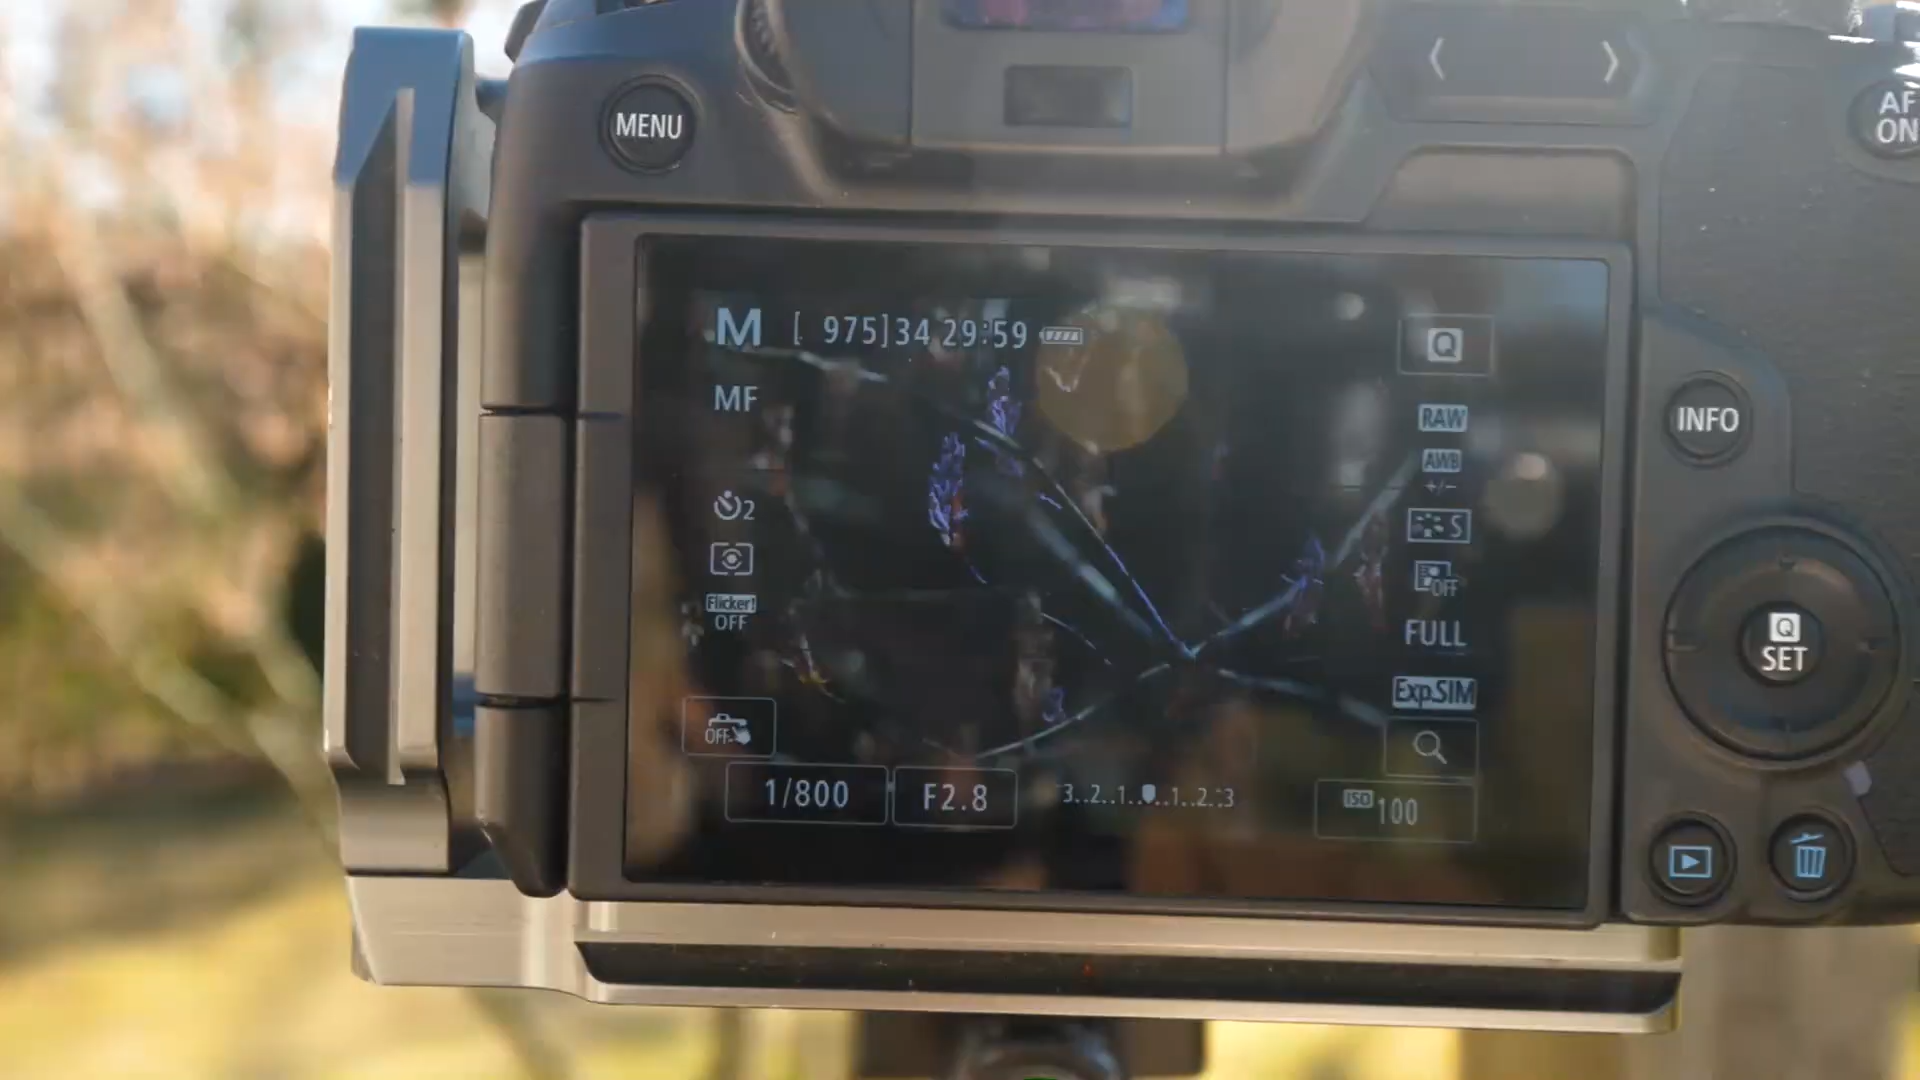 MENU
AF
ON
M [ 975]34 29:59
Q
MF
RAW
INFO
AWB
+/-
2
S
OFF
Flicker!
OFF
FULL
Q
SET
Exp.SIM
OFF
1/800
F2.8
3..2..1....1..2..3
ISO 100